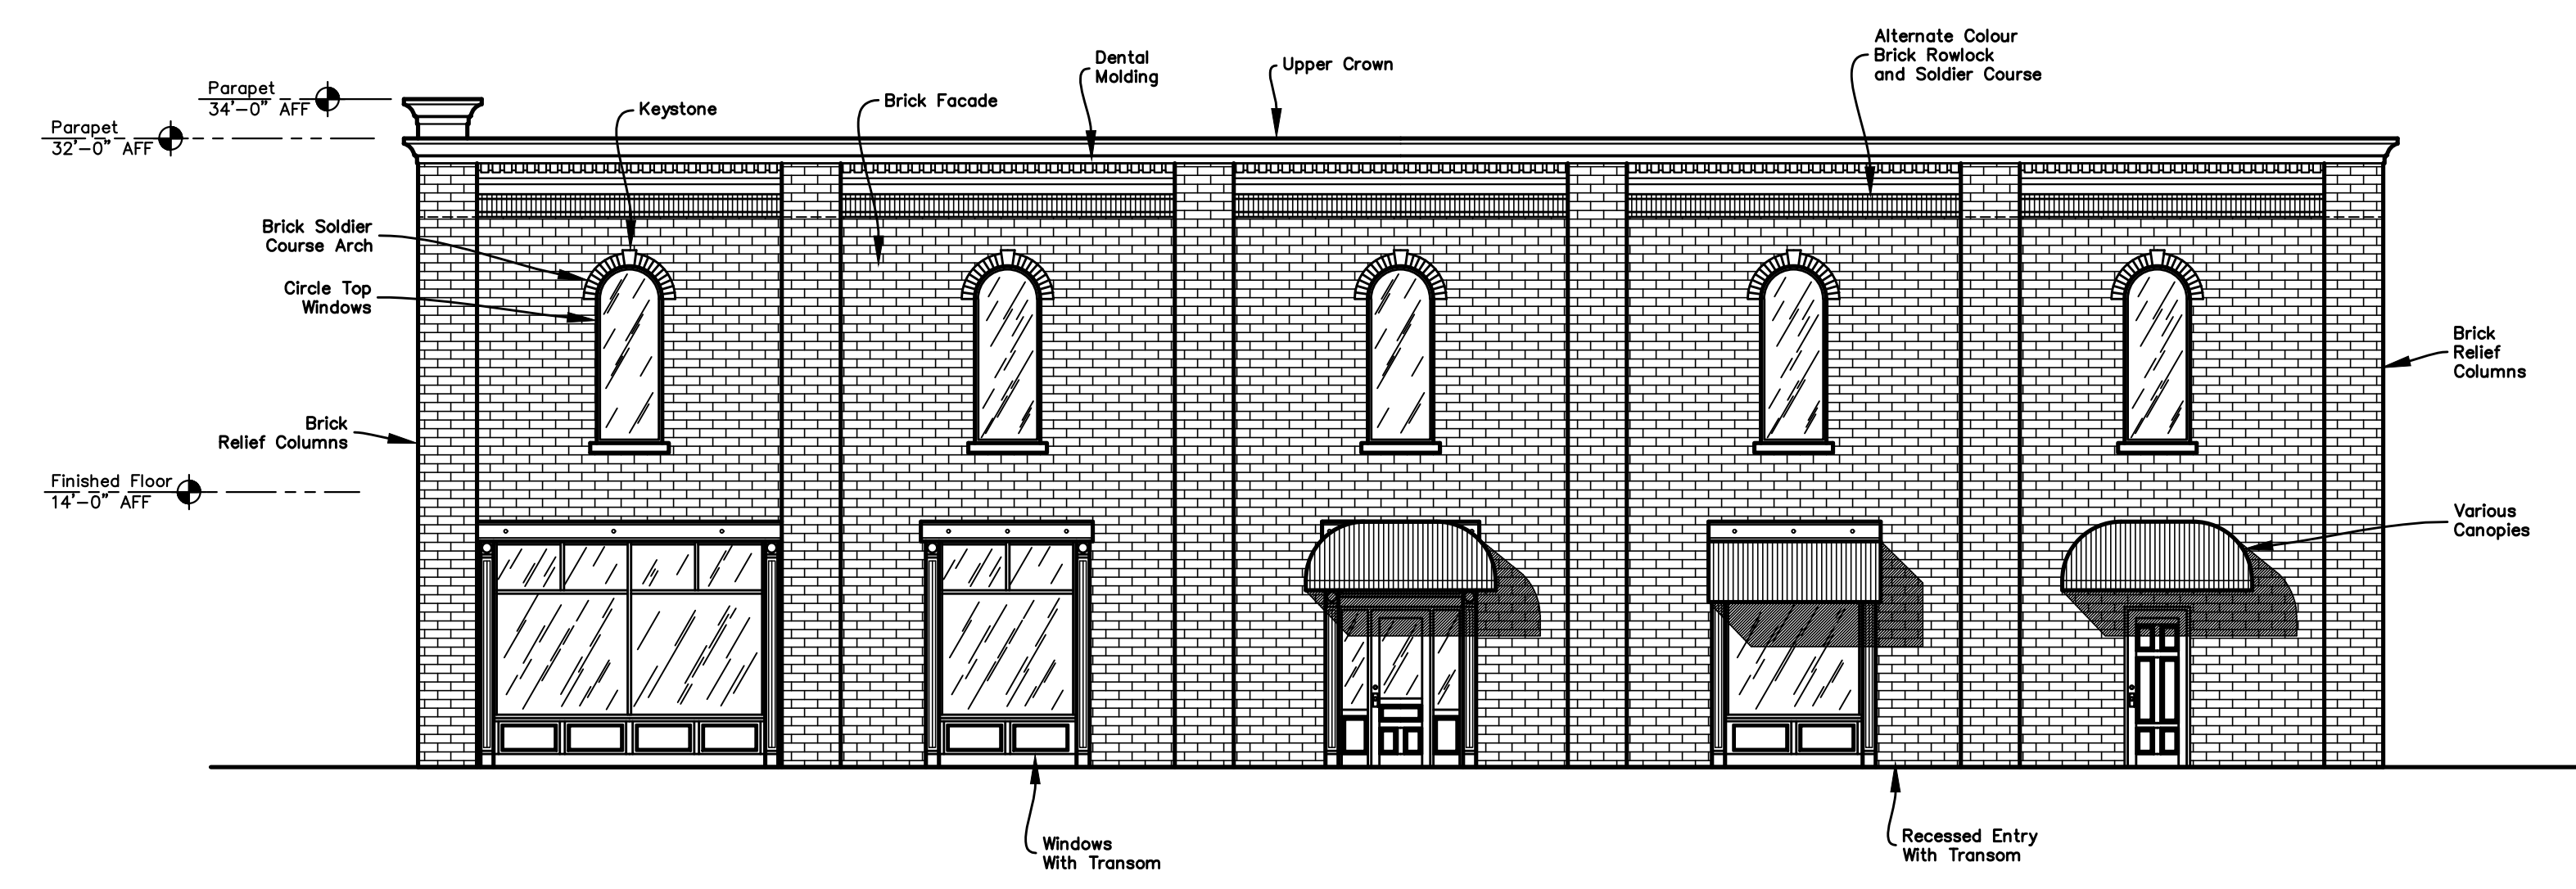 Alternate Colour
Brick Rowlock
and Soldier Course
Dental
Molding
Upper Crown
Parapet
34'-0" AFF
Keystone
Brick Facade
Parapet
32'-0" AFF
Brick Soldier
Course Arch
Circle Top
Windows
Brick
Relief
Columns
Brick
Relief Columns
Finished Floor
14'-0" AFF
Various
Canopies
Windows
With Transom
Recessed Entry
With Transom